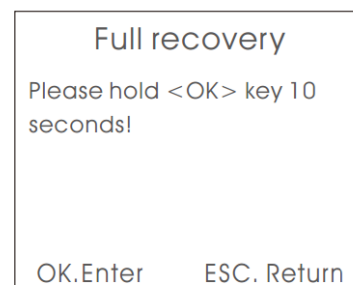 Full recovery
Please hold <OK> key 10
seconds!
OK.Enter ESC. Return